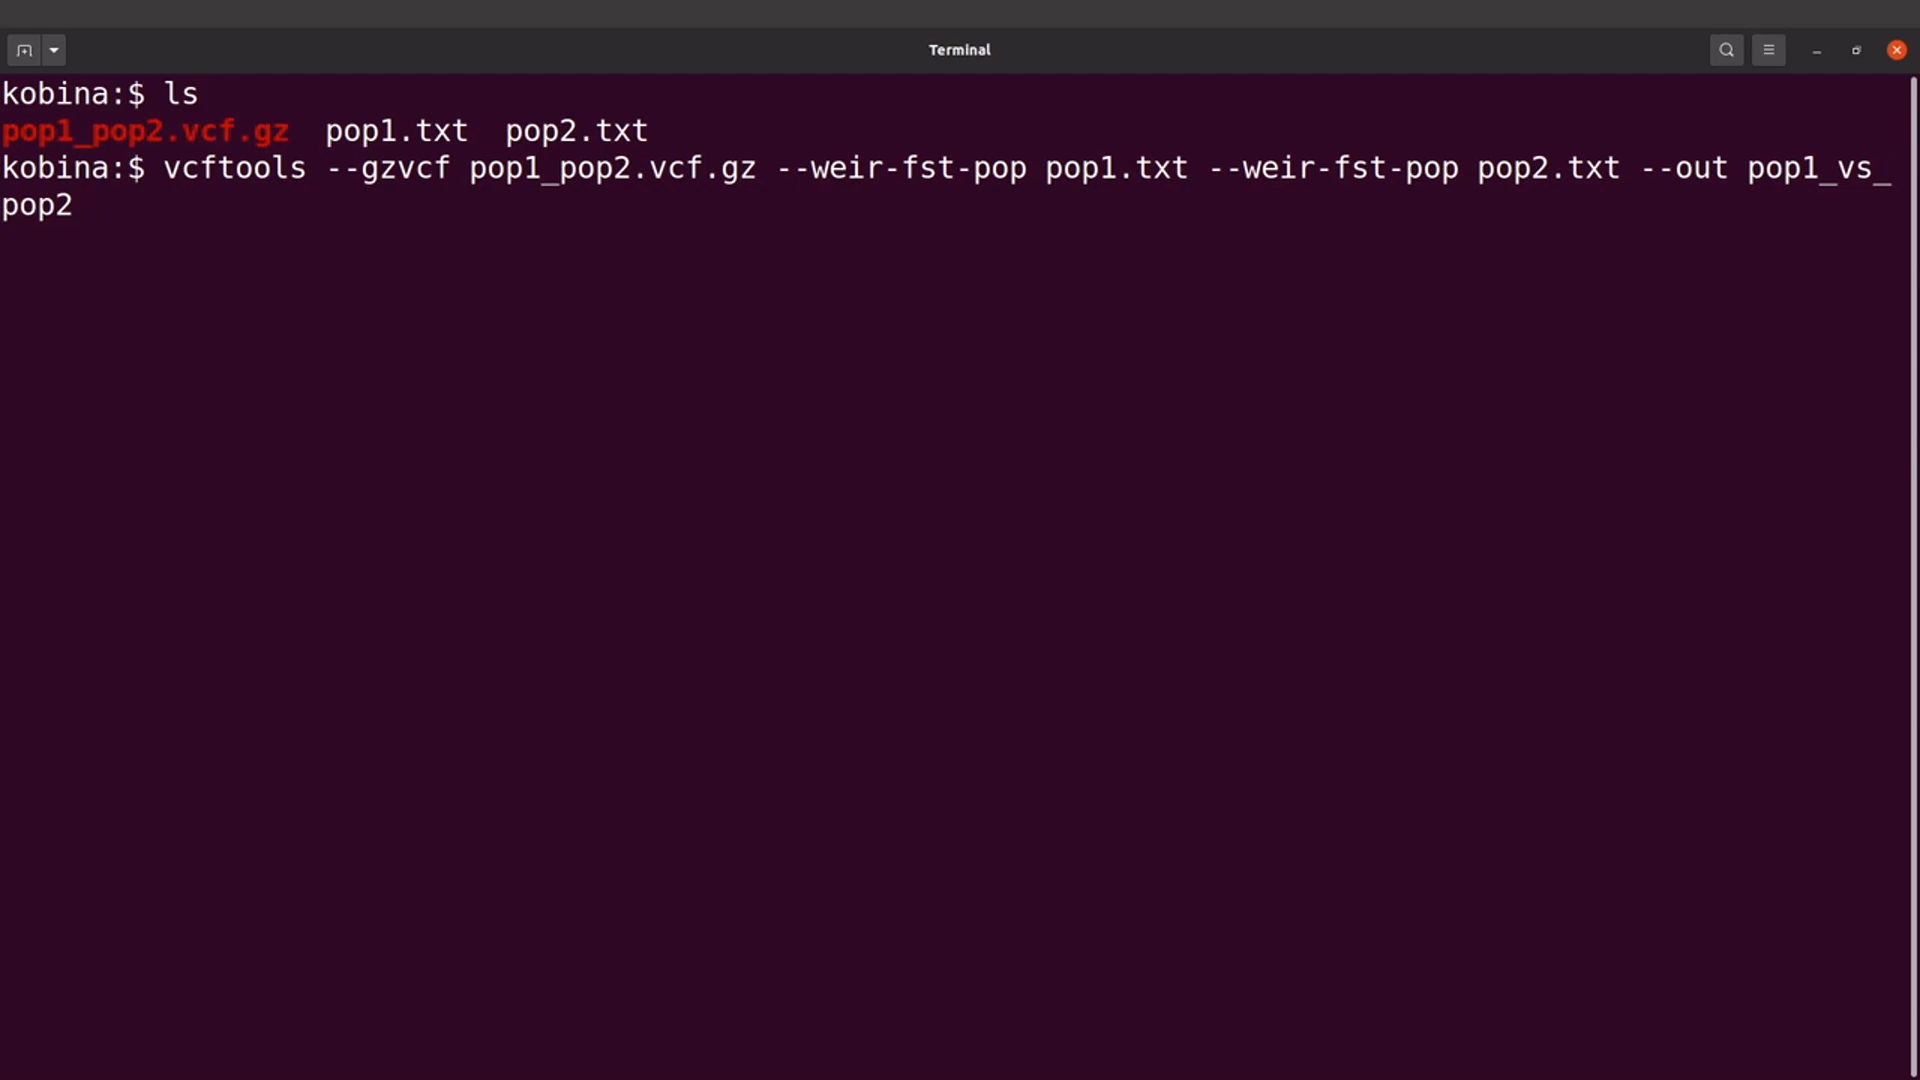 Terminal
kobina:$ ls
pop1_pop2.vcf.gz  pop1.txt  pop2.txt
kobina:$ vcftools --gzvcf pop1_pop2.vcf.gz --weir-fst-pop pop1.txt --weir-fst-pop pop2.txt --out pop1_vs_
pop2